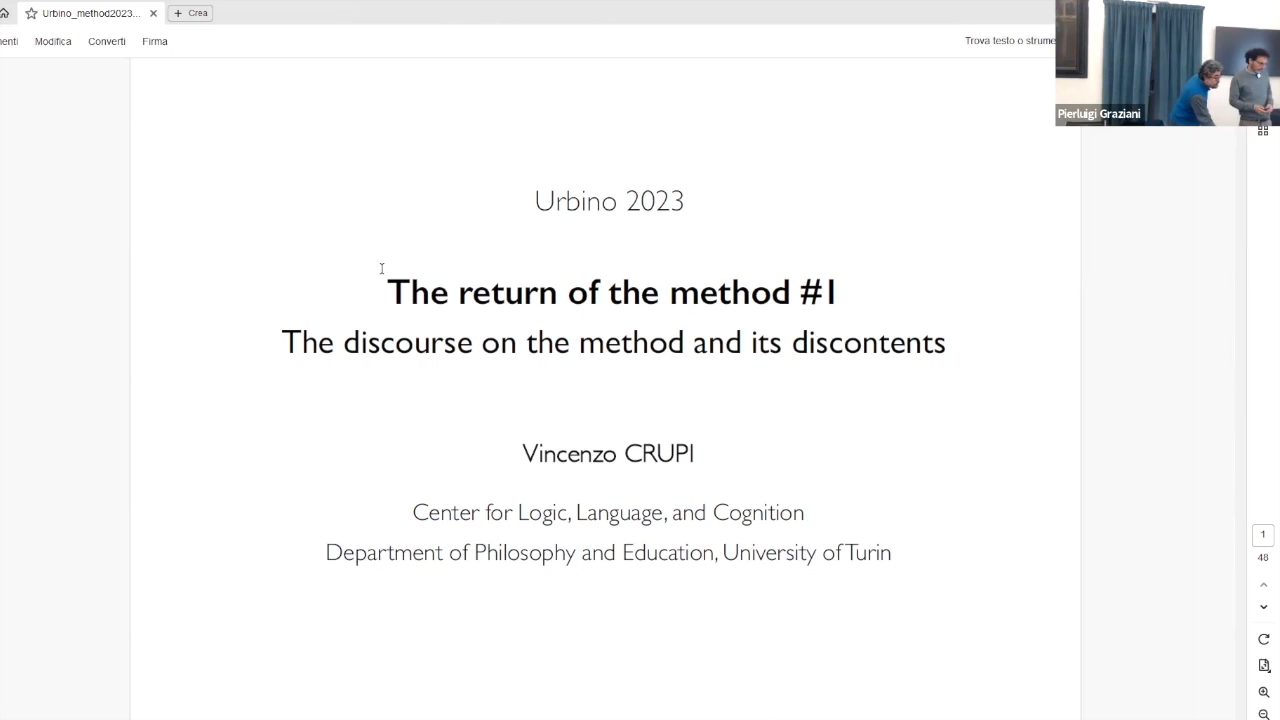 Urbino_method2023...
Crea
Modifica
Converti
Firma
Trova testo o strume
Pierluigi Graziani
Urbino 2023
The return of the method #1
The discourse on the method and its discontents
Vincenzo CRUPI
Center for Logic, Language, and Cognition
Department of Philosophy and Education, University of Turin
1
48